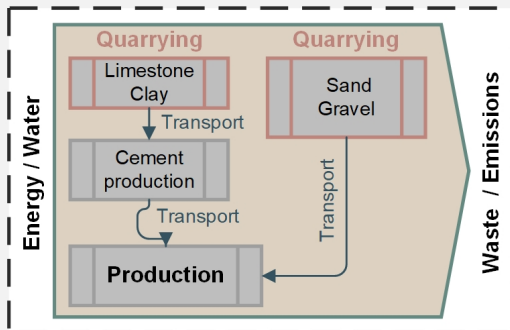 Quarrying
Quarrying
Limestone
Clay
Sand
Gravel
Transport
Cement
production
Transport
Transport
Production
Energy / Water
Waste / Emissions